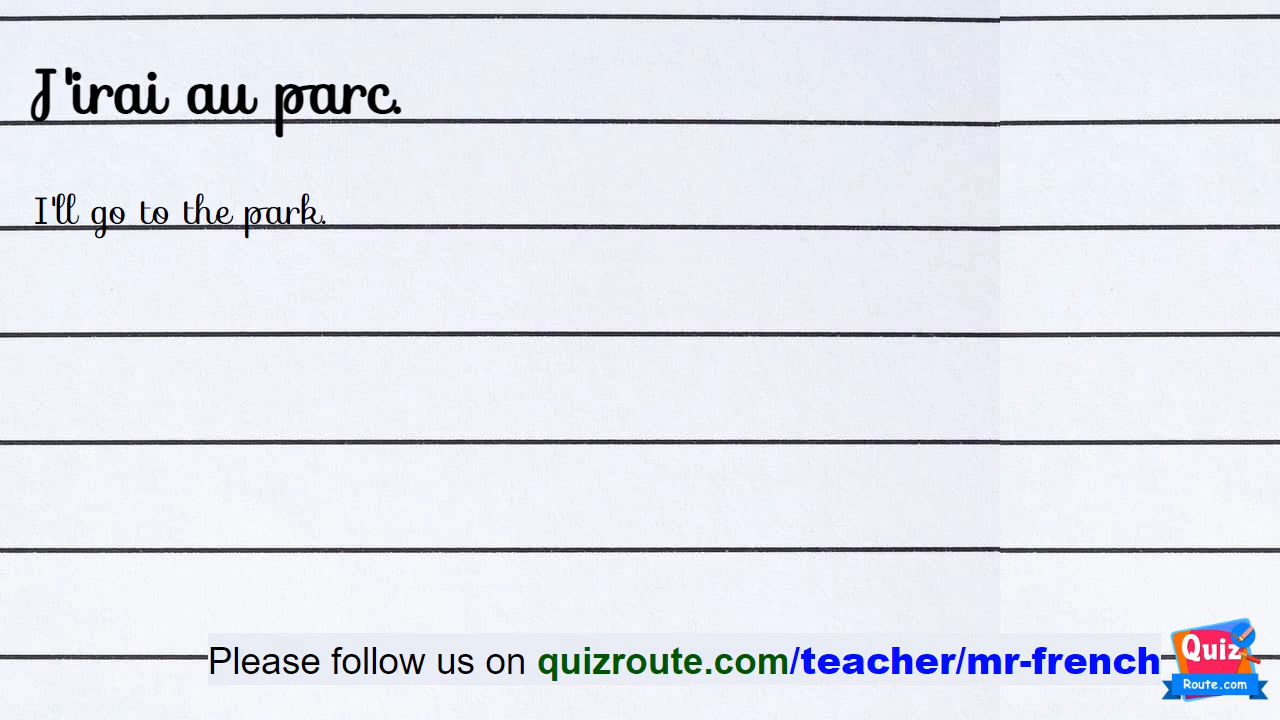 J'irai au parc.
I'll go to the park.
Please follow us on quizroute.com/teacher/mr-french
Quiz
Route.com